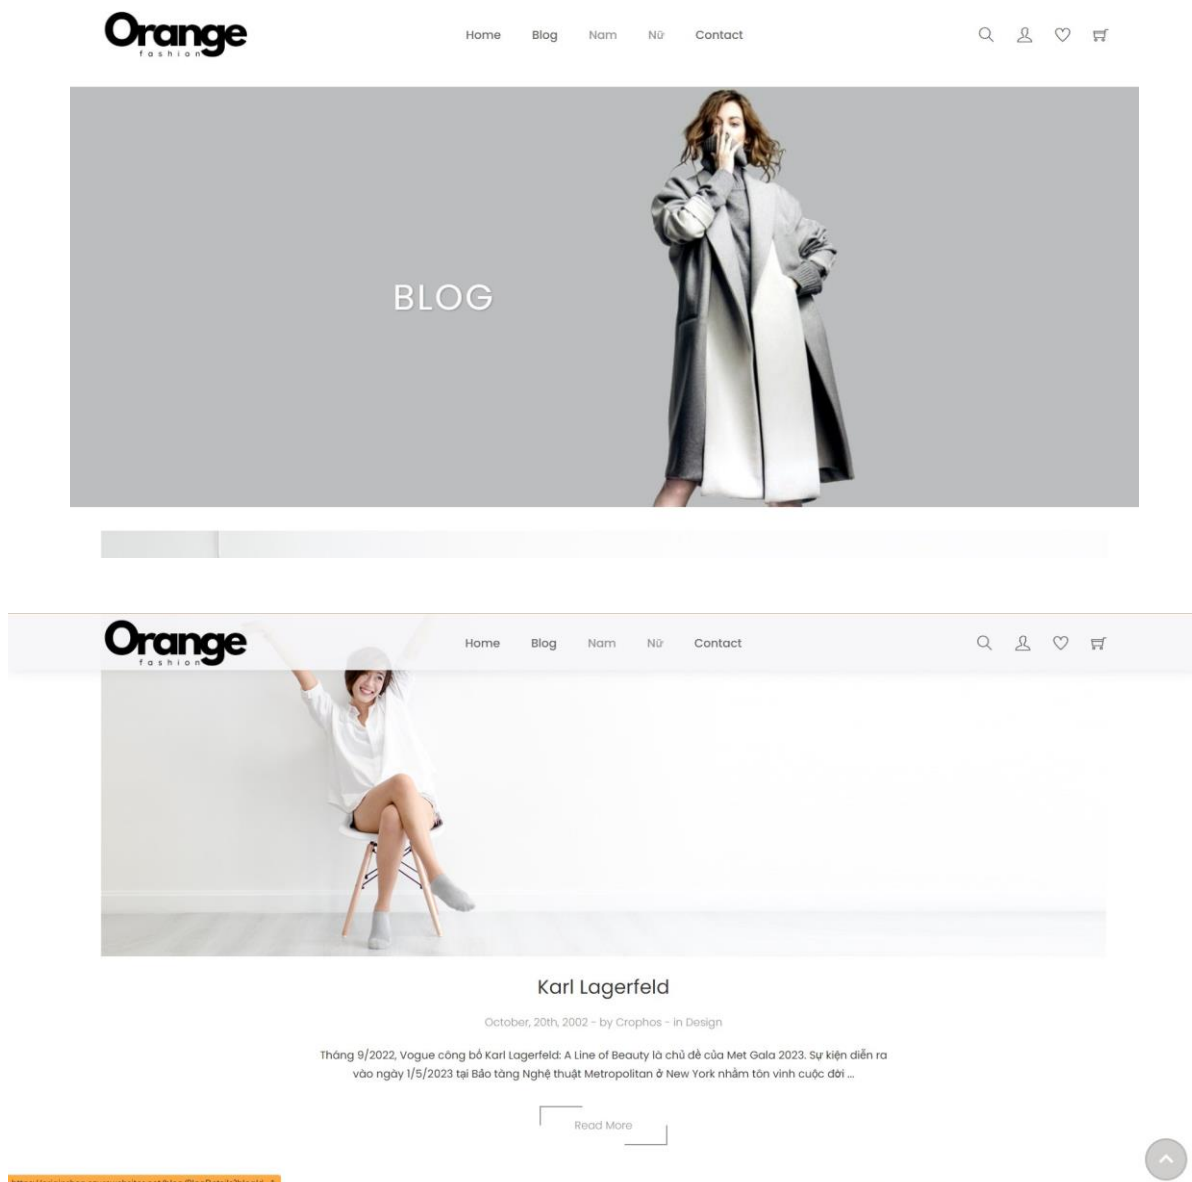 Orange
fashion
Home Blog Nam Nữ Contact
BLOG
Orange
fashion
Home Blog Nam Nữ Contact
Karl Lagerfeld
October, 20th, 2002 - by Crophos - in Design
Tháng 9/2022, Vogue công bố Karl Lagerfeld: A Line of Beauty là chủ đề của Met Gala 2023. Sự kiện diễn ra
vào ngày 1/5/2023 tại Bảo tàng Nghệ thuật Metropolitan ở New York nhằm tôn vinh cuộc đời ...
Read More